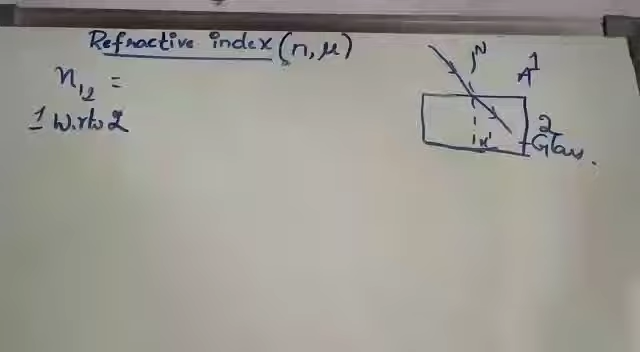 Refractive index (n, μ)
n12 =
1 W.r.to 2
N
A 1
2
Glass.
N'